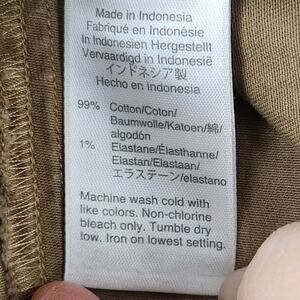 Made in Indonesia
Fabriqué en Indonésie
In Indonesien Hergestellt
Vervaardigd in Indonesië
インドネシア製
Hecho en Indonesia
99% Cotton/Coton/
Baumwolle/Katoen/綿/
algodón
1% Elastane/Élasthanne/
Elastan/Elastaan/
エラステーン/elastano
Machine wash cold with
like colors. Non-chlorine
bleach only. Tumble dry
low. Iron on lowest setting.